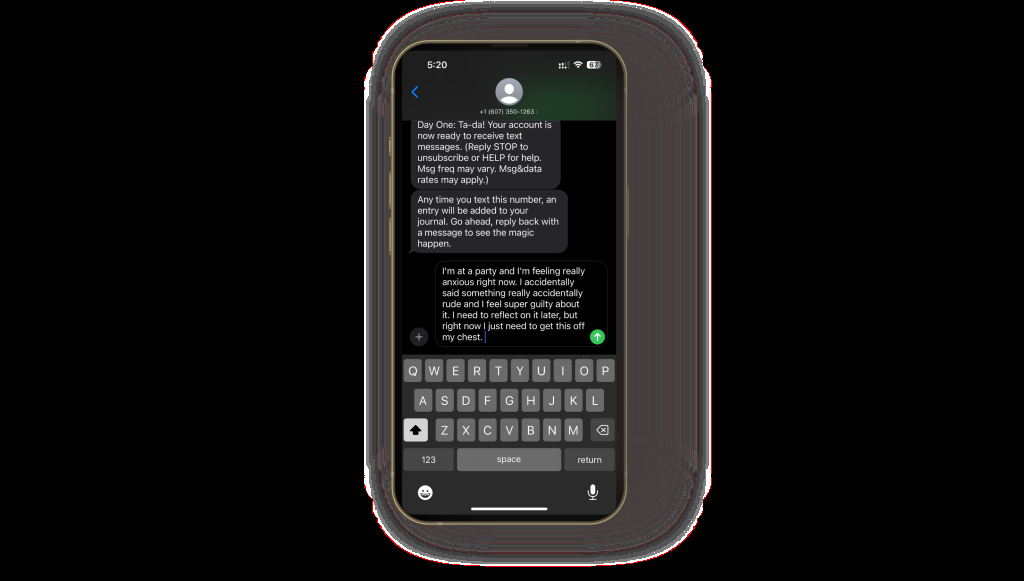 5:20
62
+1 (607) 350-1263
Day One: Ta-da! Your account is
now ready to receive text
messages. (Reply STOP to
unsubscribe or HELP for help.
Msg freq may vary. Msg&data
rates may apply.)
Any time you text this number, an
entry will be added to your
journal. Go ahead, reply back with
a message to see the magic
happen.
I'm at a party and I'm feeling really
anxious right now. I accidentally
said something really accidentally
rude and I feel super guilty about
it. I need to reflect on it later, but
right now I just need to get this off
my chest.
Q W E R T Y U I O P
A S D F G H J K L
Z X C V B N M
123 space return